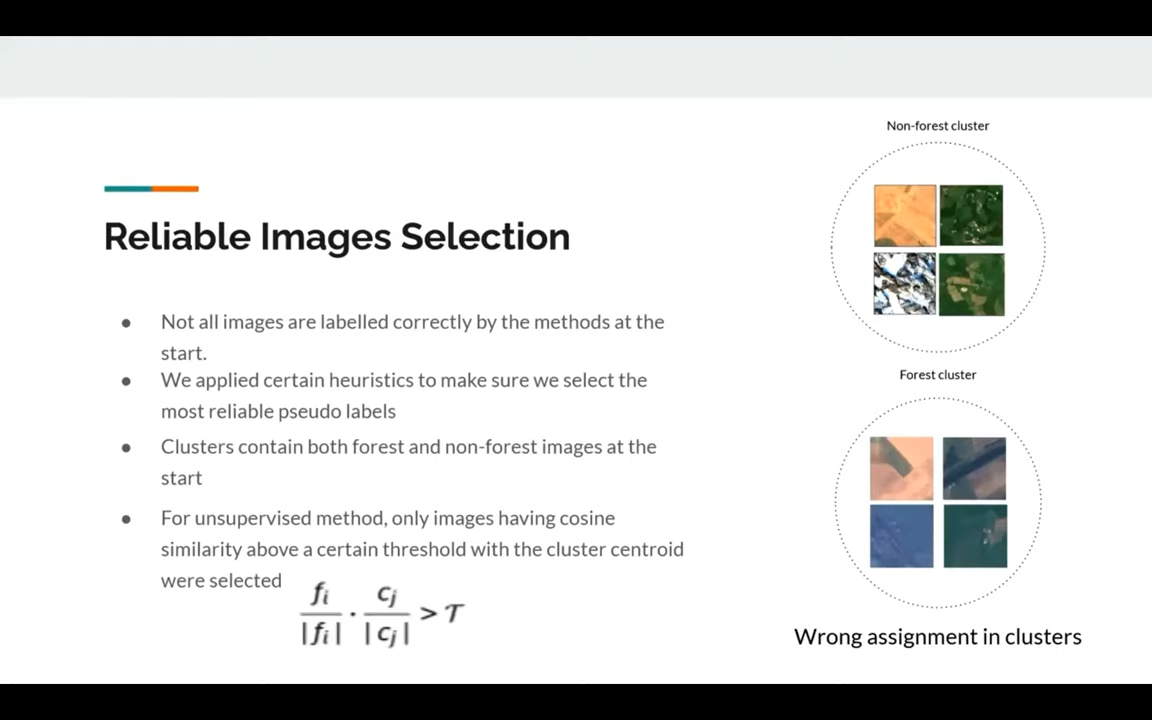 Reliable Images Selection
● Not all images are labelled correctly by the methods at the
start.
● We applied certain heuristics to make sure we select the
most reliable pseudo labels
● Clusters contain both forest and non-forest images at the
start
● For unsupervised method, only images having cosine
similarity above a certain threshold with the cluster centroid
were selected
fᵢ/|fᵢ| · cⱼ/|cⱼ| > 𝒯
Non-forest cluster
Forest cluster
Wrong assignment in clusters